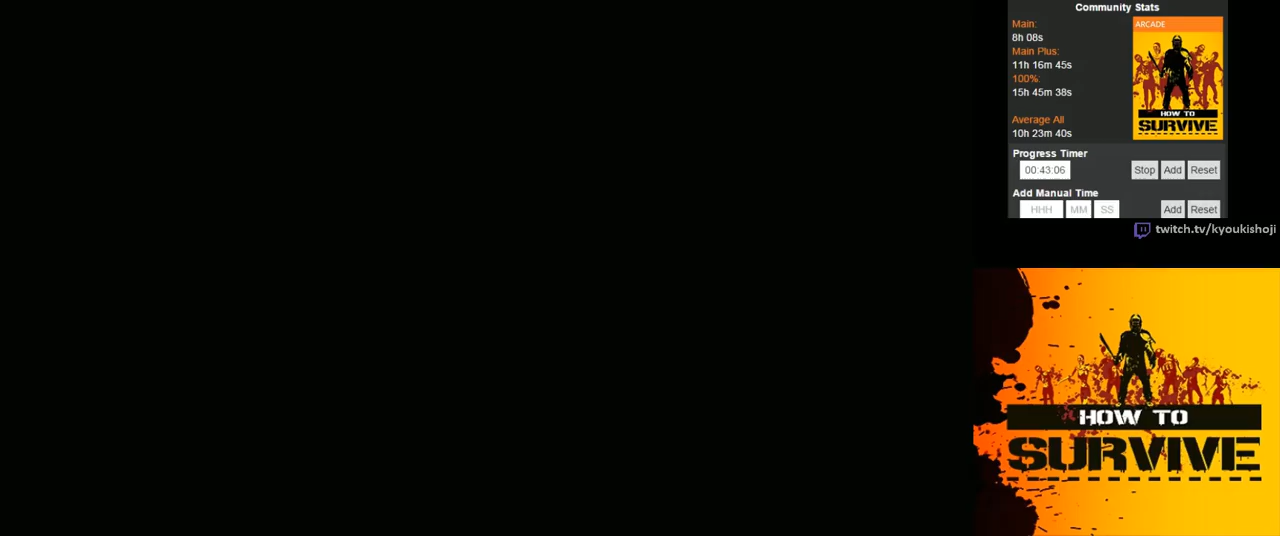 Community Stats
Main:
8h 08s
Main Plus:
11h 16m 45s
100%:
15h 45m 38s
Average All
10h 23m 40s
ARCADE
HOW TO
SURVIVE
Progress Timer
00:43:06 Stop Add Reset
Add Manual Time
HHH MM SS Add Reset
twitch.tv/kyoukishoji
HOW TO
SURVIVE